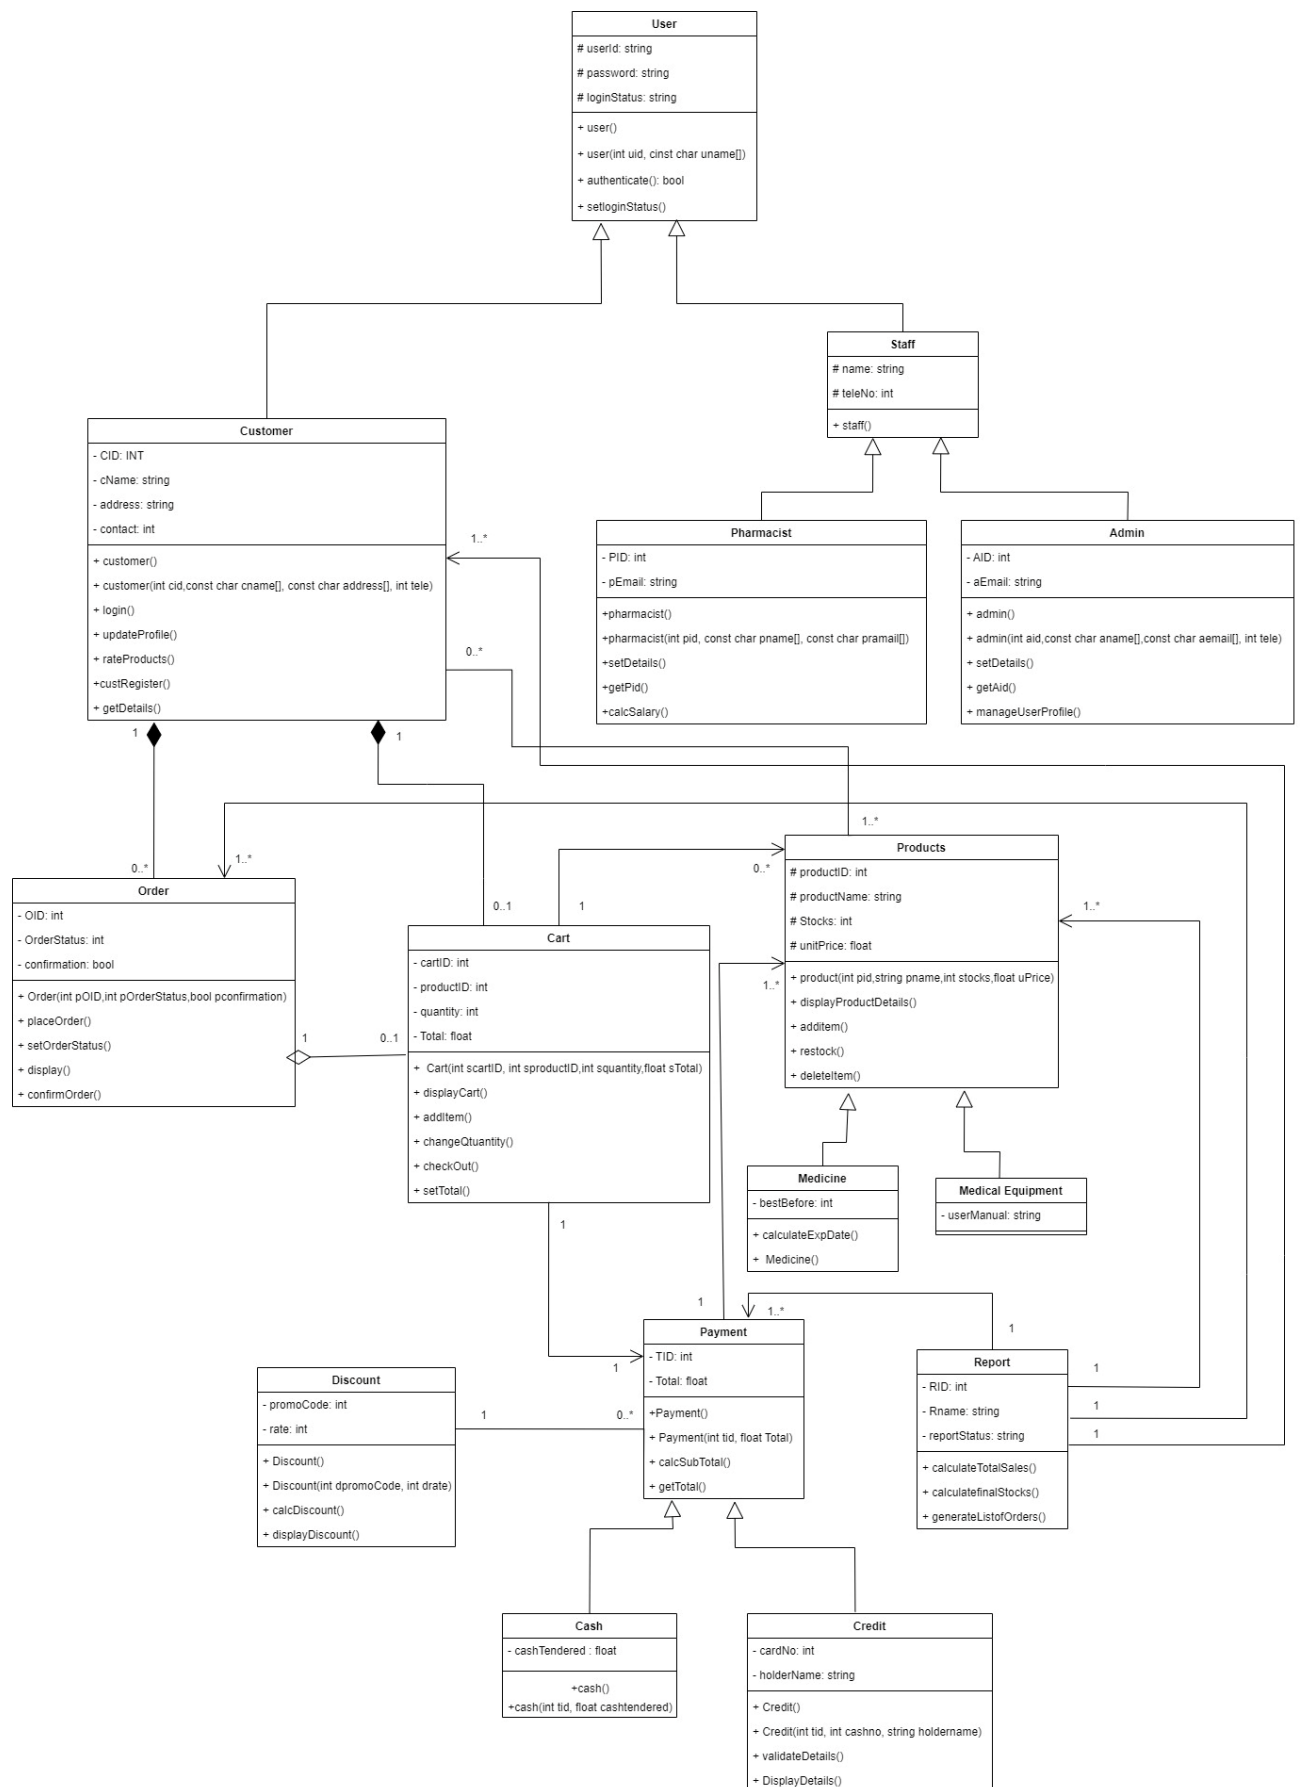 User
# userId: string
# password: string
# loginStatus: string
+ user()
+ user(int uid, cinst char uname[])
+ authenticate(): bool
+ setloginStatus()
Staff
# name: string
# teleNo: int
+ staff()
Customer
- CID: INT
- cName: string
- address: string
- contact: int
+ customer()
+ customer(int cid,const char cname[], const char address[], int tele)
+ login()
+ updateProfile()
+ rateProducts()
+custRegister()
+ getDetails()
1..*
0..*
1
1
Pharmacist
- PID: int
- pEmail: string
+pharmacist()
+pharmacist(int pid, const char pname[], const char pramail[])
+setDetails()
+getPid()
+calcSalary()
Admin
- AID: int
- aEmail: string
+ admin()
+ admin(int aid,const char aname[],const char aemail[], int tele)
+ setDetails()
+ getAid()
+ manageUserProfile()
0..*
1..*
Order
- OID: int
- OrderStatus: int
- confirmation: bool
+ Order(int pOID,int pOrderStatus,bool pconfirmation)
+ placeOrder()
+ setOrderStatus()
+ display()
+ confirmOrder()
1
0..1
0..1
1
Cart
- cartID: int
- productID: int
- quantity: int
- Total: float
+ Cart(int scartID, int sproductID,int squantity,float sTotal)
+ displayCart()
+ addItem()
+ changeQtuantity()
+ checkOut()
+ setTotal()
1
1..*
0..*
1..*
1..*
Products
# productID: int
# productName: string
# Stocks: int
# unitPrice: float
+ product(int pid,string pname,int stocks,float uPrice)
+ displayProductDetails()
+ additem()
+ restock()
+ deleteItem()
Medicine
- bestBefore: int
+ calculateExpDate()
+ Medicine()
Medical Equipment
- userManual: string
1
1..*
1
1
Payment
- TID: int
- Total: float
+Payment()
+ Payment(int tid, float Total)
+ calcSubTotal()
+ getTotal()
Report
- RID: int
- Rname: string
- reportStatus: string
+ calculateTotalSales()
+ calculatefinalStocks()
+ generateListofOrders()
1
1
1
Discount
- promoCode: int
- rate: int
+ Discount()
+ Discount(int dpromoCode, int drate)
+ calcDiscount()
+ displayDiscount()
1
0..*
Cash
- cashTendered : float
+cash()
+cash(int tid, float cashtendered)
Credit
- cardNo: int
- holderName: string
+ Credit()
+ Credit(int tid, int cashno, string holdername)
+ validateDetails()
+ DisplayDetails()